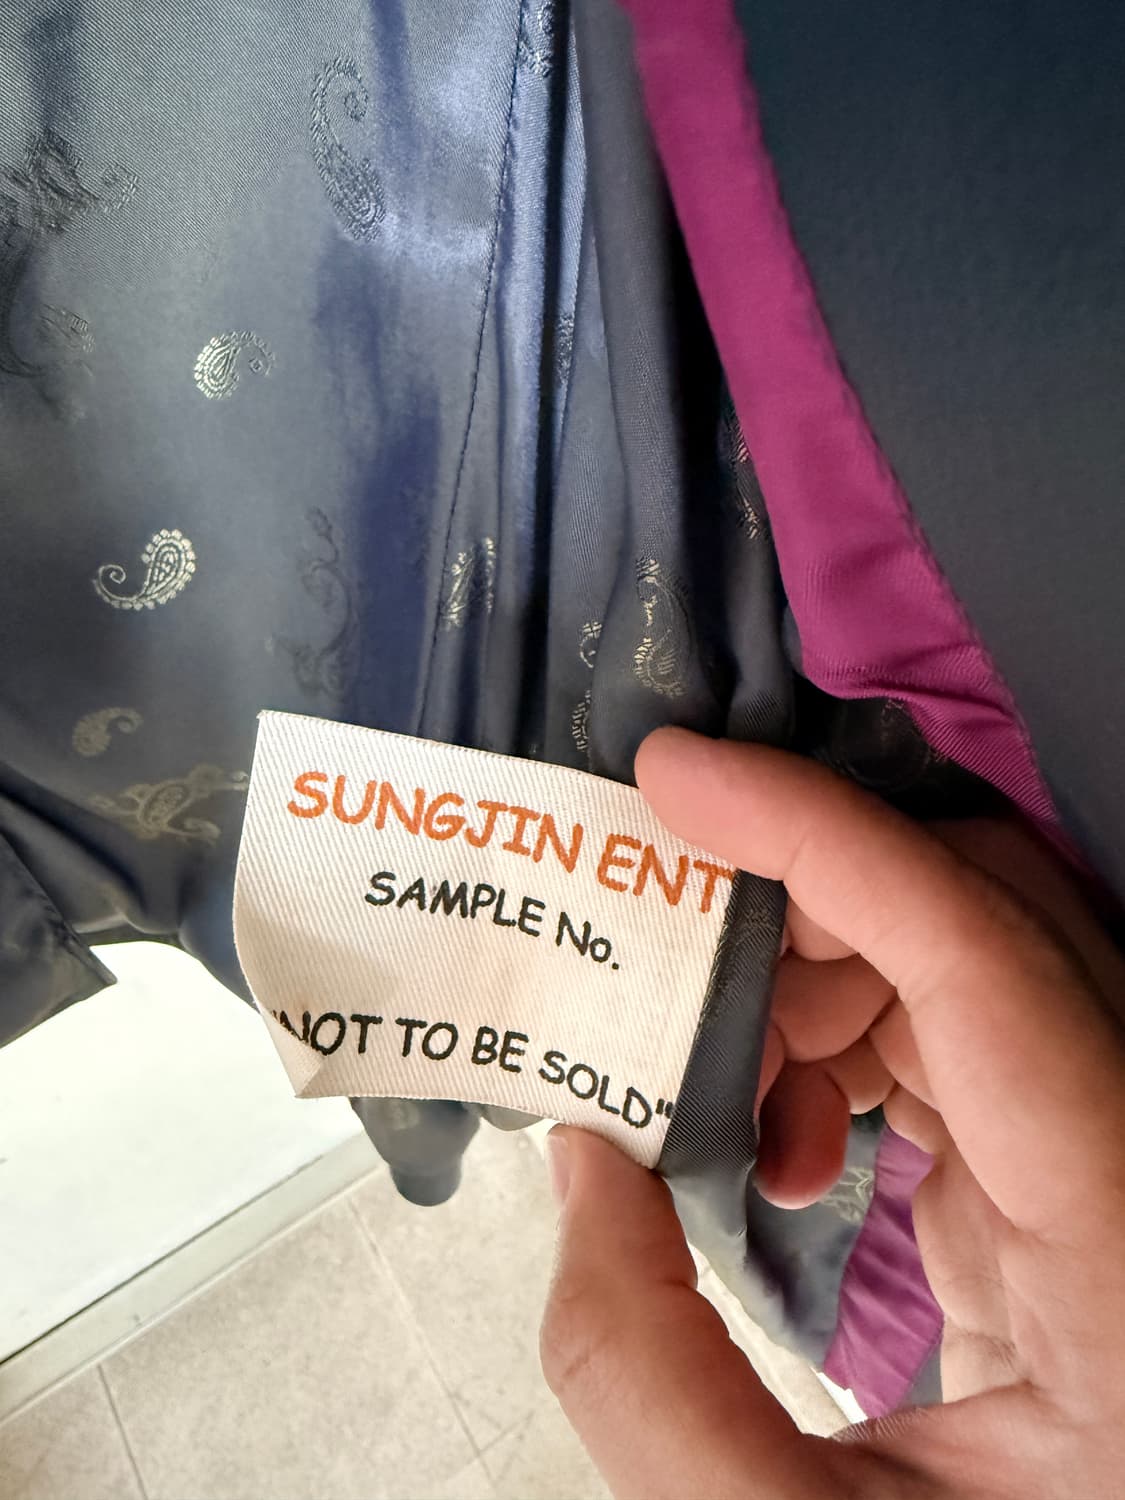 SUNGJIN ENT
SAMPLE No.
"NOT TO BE SOLD"